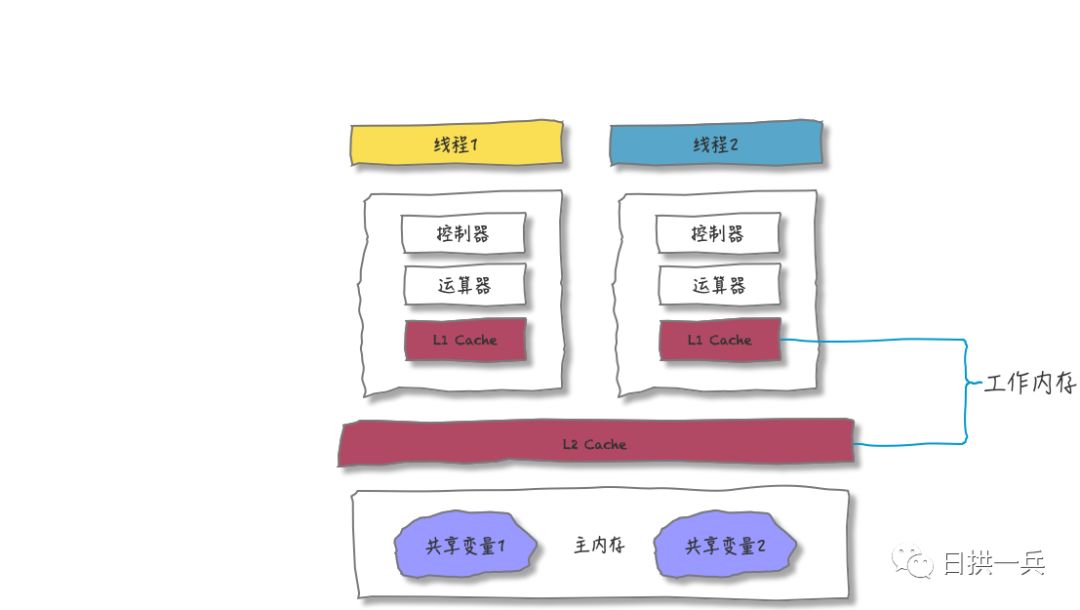 线程1
线程2
控制器
控制器
运算器
运算器
L1 Cache
L1 Cache
工作内存
L2 Cache
共享变量1
主内存
共享变量2
日拱一兵